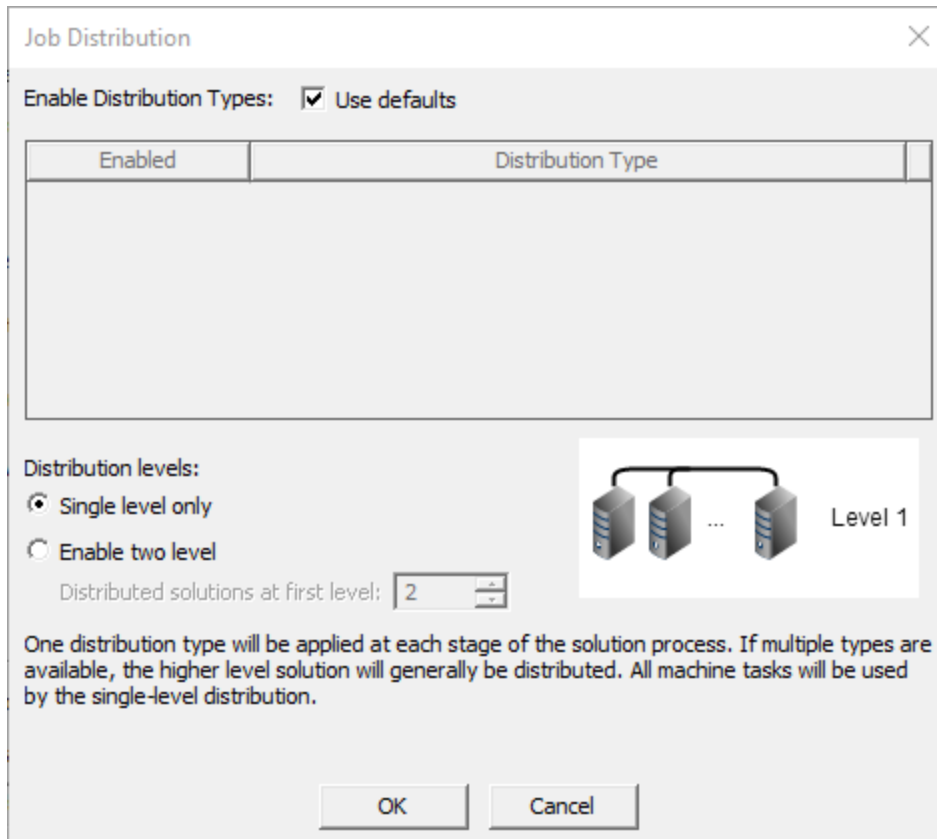 Job Distribution
Enable Distribution Types: Use defaults
Enabled Distribution Type
Distribution levels:
Single level only
Enable two level
Distributed solutions at first level: 2
... Level 1
One distribution type will be applied at each stage of the solution process. If multiple types are
available, the higher level solution will generally be distributed. All machine tasks will be used
by the single-level distribution.
OK Cancel